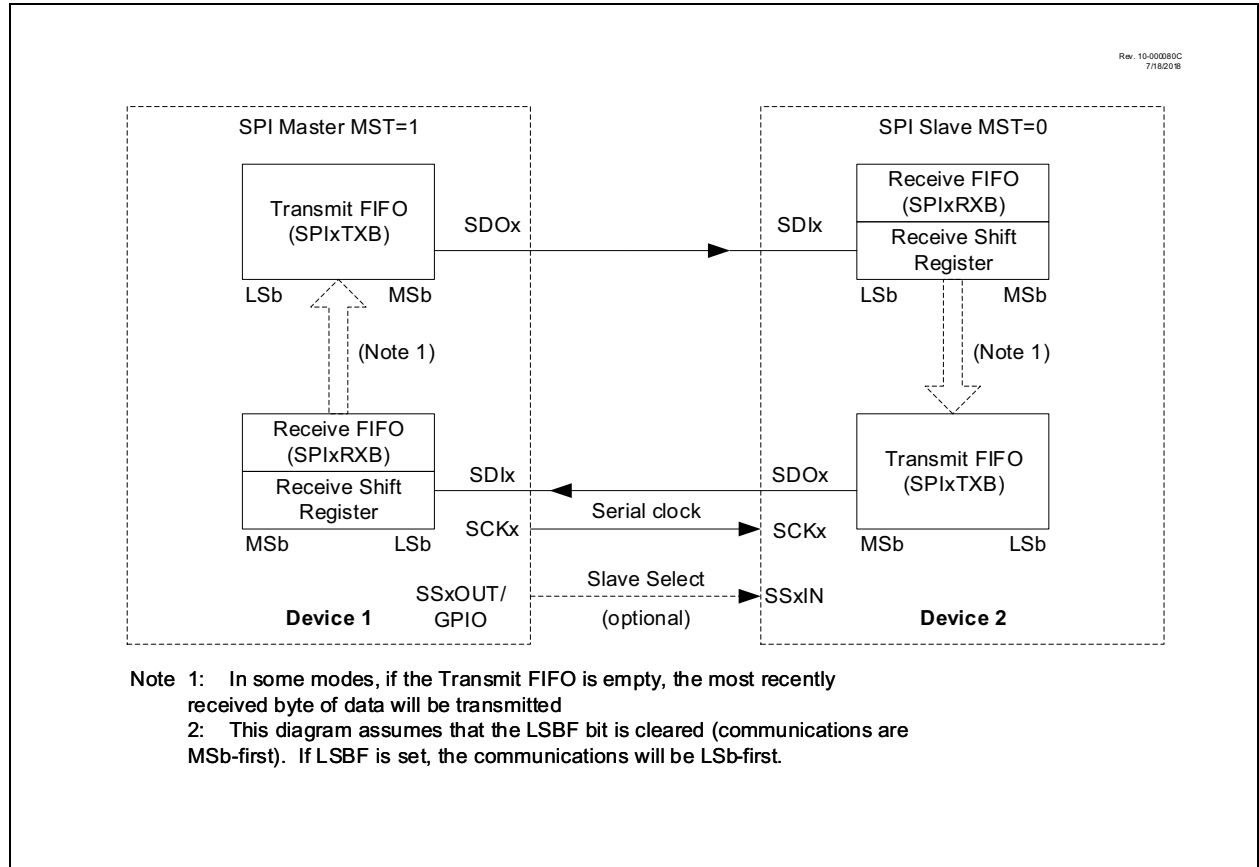 Rev. 10-000080C
7/18/2018
SPI Master MST=1
SPI Slave MST=0
Transmit FIFO
(SPIxTXB)
LSb MSb
SDOx
SDIx
Receive FIFO
(SPIxRXB)
Receive Shift
Register
LSb MSb
(Note 1)
(Note 1)
Receive FIFO
(SPIxRXB)
Receive Shift
Register
MSb LSb
SDIx
SDOx
Transmit FIFO
(SPIxTXB)
MSb LSb
Serial clock
SCKx
SCKx
Slave Select
(optional)
SSxOUT/
GPIO
SSxIN
Device 1
Device 2
Note 1: In some modes, if the Transmit FIFO is empty, the most recently
received byte of data will be transmitted
2: This diagram assumes that the LSBF bit is cleared (communications are
MSb-first). If LSBF is set, the communications will be LSb-first.